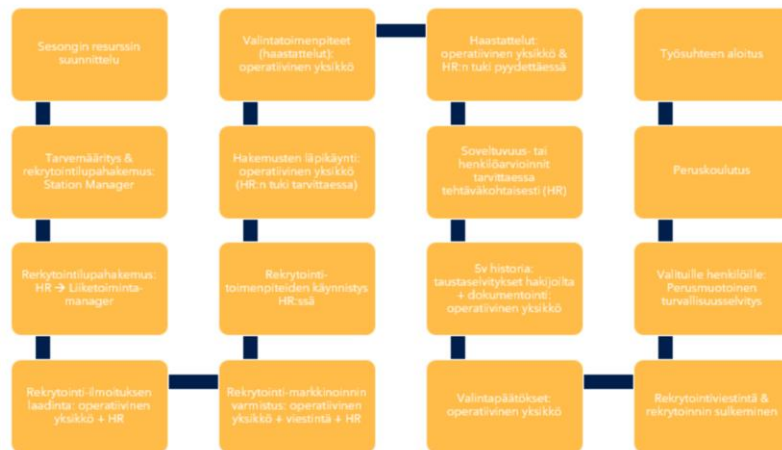 Sesongin resurssin
suunnittelu
Tarvemääritys &
rekrytointilupahakemus:
Station Manager
Rerkytointilupahakemus:
HR → Liiketoiminta-
manager
Rekrytointi-ilmoituksen
laadinta: operatiivinen
yksikkö + HR
Rekrytointi-markkinoinnin
varmistus: operatiivinen
yksikkö + viestintä + HR
Rekrytointi-
toimenpiteiden käynnistys
HR:ssä
Hakemusten läpikäynti:
operatiivinen yksikkö
(HR:n tuki tarvittaessa)
Valintatoimenpiteet
(haastattelut):
operatiivinen yksikkö
Haastattelut:
operatiivinen yksikkö &
HR:n tuki pyydettäessä
Soveltuvuus- tai
henkilöarvioinnit
tarvittaessa
tehtäväkohtaisesti (HR)
5v historia:
taustaselvitykset hakijoilta
+ dokumentointi:
operatiivinen yksikkö
Valintapäätökset:
operatiivinen yksikkö
Rekrytointiviestintä &
rekrytoinnin sulkeminen
Valituille henkilöille:
Perusmuotoinen
turvallisuusselvitys
Peruskoulutus
Työsuhteen aloitus